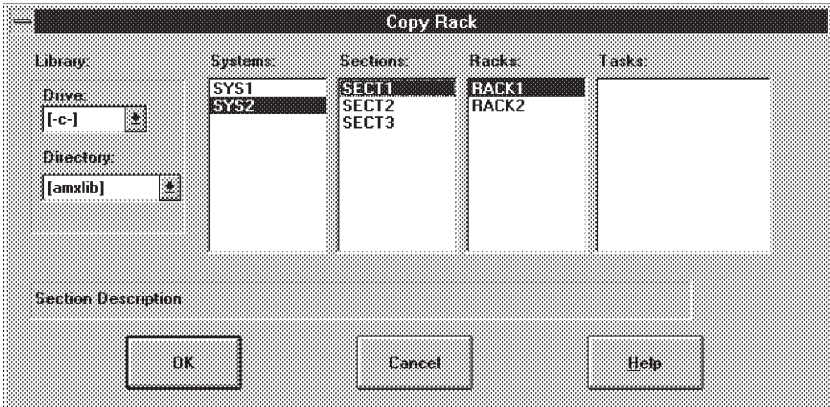 Copy Rack
Library:
Drive:
[-c-]
Directory:
[amxlib]
Systems:
SYS1
SYS2
Sections:
SECT1
SECT2
SECT3
Racks:
RACK1
RACK2
Tasks:
Section Description
OK
Cancel
Help